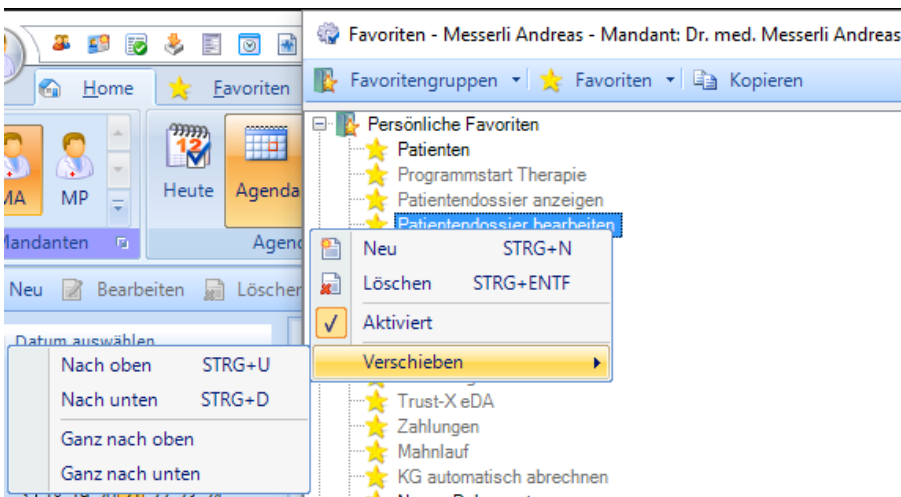 Favoriten - Messerli Andreas - Mandant: Dr. med. Messerli Andreas
Home Favoriten
Favoritengruppen Favoriten Kopieren
12
MA MP Heute Agenda
Mandanten
Neu Bearbeiten Löschen
Datum auswählen
Persönliche Favoriten
Patienten
Programmstart Therapie
Patientendossier anzeigen
Patientendossier bearbeiten
Neu STRG+N
Löschen STRG+ENTF
Aktiviert
Verschieben
Nach oben STRG+U
Nach unten STRG+D
Ganz nach oben
Ganz nach unten
Trust-X eDA
Zahlungen
Mahnlauf
KG automatisch abrechnen